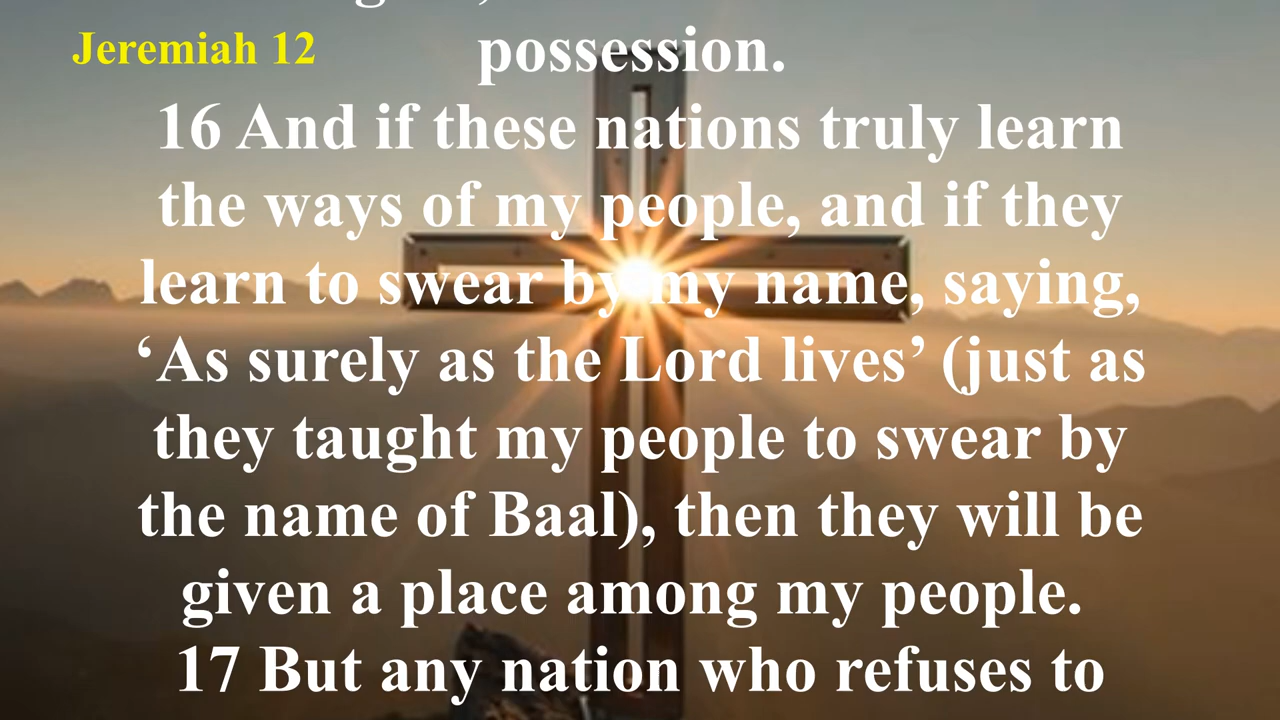 Jeremiah 12
possession.
16 And if these nations truly learn
the ways of my people, and if they
learn to swear by my name, saying,
‘As surely as the Lord lives’ (just as
they taught my people to swear by
the name of Baal), then they will be
given a place among my people.
17 But any nation who refuses to